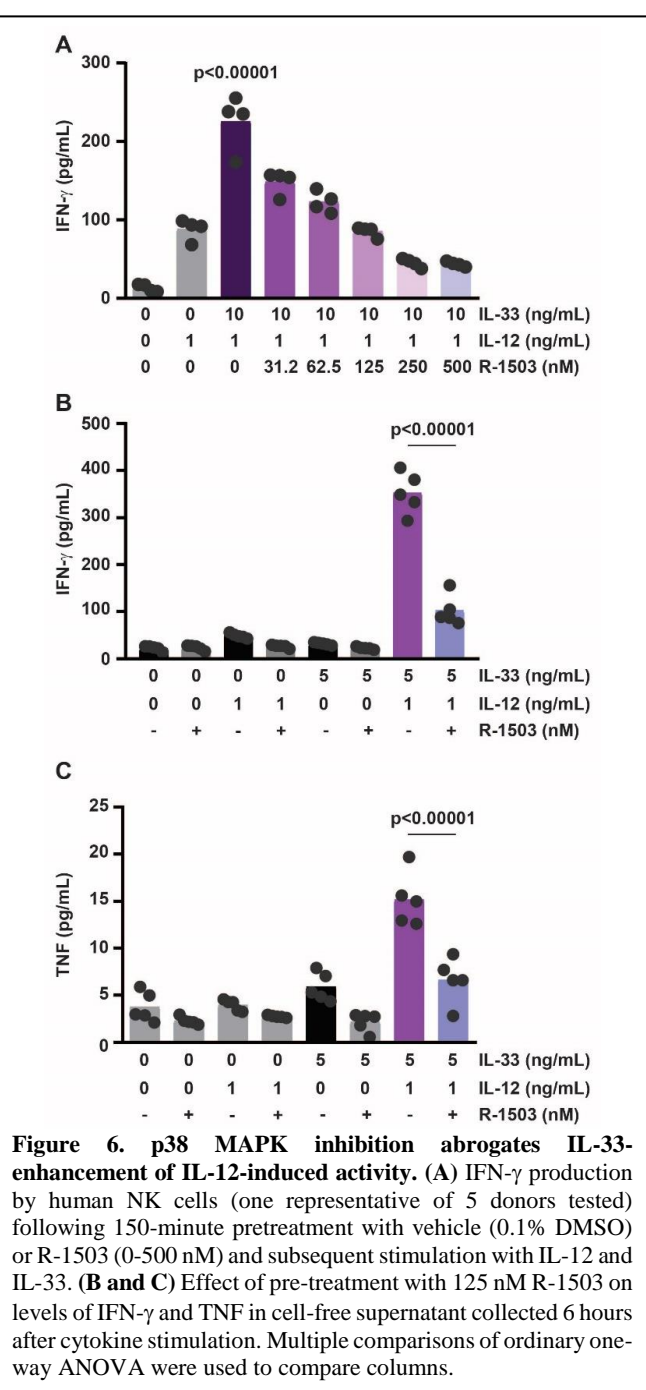 A
300
p<0.00001
200
100
0
IFN-γ (pg/mL)
0 0 10 10 10 10 10 10 IL-33 (ng/mL)
0 1 1 1 1 1 1 1 IL-12 (ng/mL)
0 0 0 31.2 62.5 125 250 500 R-1503 (nM)
B
500
p<0.00001
400
300
200
100
0
IFN-γ (pg/mL)
0 0 0 0 5 5 5 5 IL-33 (ng/mL)
0 0 1 1 0 0 1 1 IL-12 (ng/mL)
- + - + - + - + R-1503 (nM)
C
25
p<0.00001
20
15
10
5
0
TNF (pg/mL)
0 0 0 0 5 5 5 5 IL-33 (ng/mL)
0 0 1 1 0 0 1 1 IL-12 (ng/mL)
- + - + - + - + R-1503 (nM)
Figure 6. p38 MAPK inhibition abrogates IL-33-
enhancement of IL-12-induced activity. (A) IFN-γ production
by human NK cells (one representative of 5 donors tested)
following 150-minute pretreatment with vehicle (0.1% DMSO)
or R-1503 (0-500 nM) and subsequent stimulation with IL-12 and
IL-33. (B and C) Effect of pre-treatment with 125 nM R-1503 on
levels of IFN-γ and TNF in cell-free supernatant collected 6 hours
after cytokine stimulation. Multiple comparisons of ordinary one-
way ANOVA were used to compare columns.